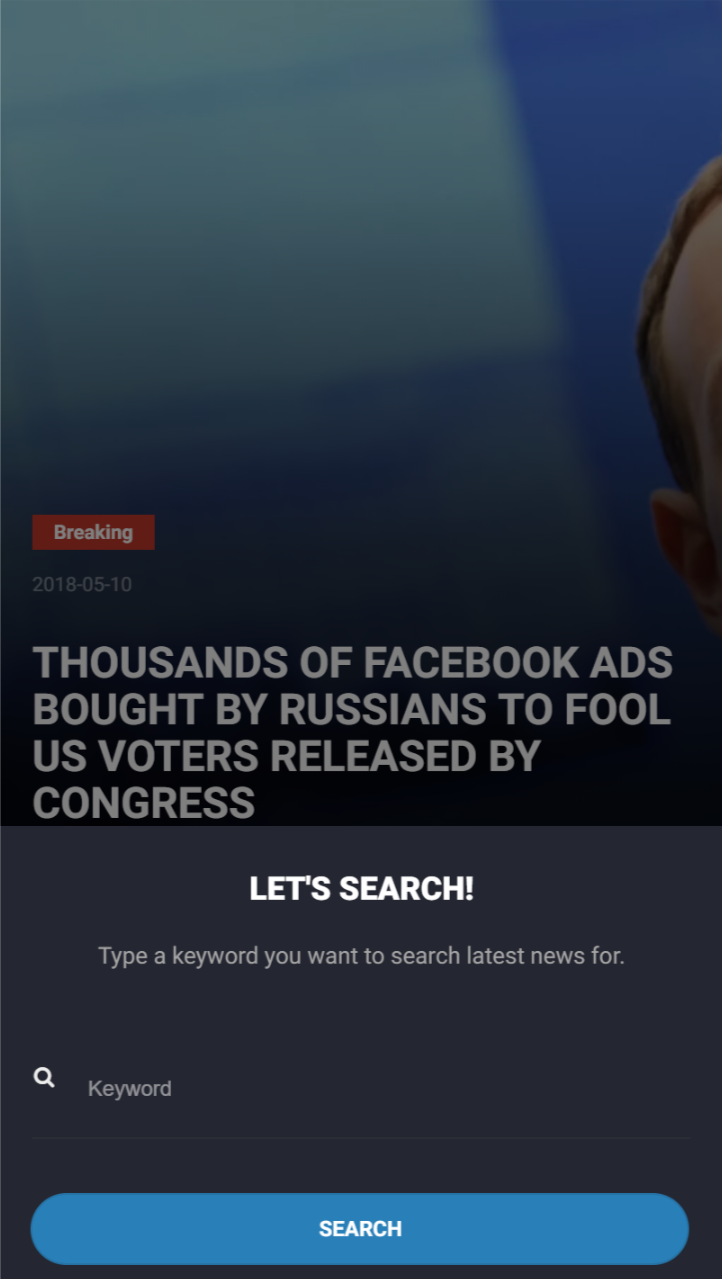 Breaking
2018-05-10
THOUSANDS OF FACEBOOK ADS
BOUGHT BY RUSSIANS TO FOOL
US VOTERS RELEASED BY
CONGRESS
LET'S SEARCH!
Type a keyword you want to search latest news for.
Keyword
SEARCH